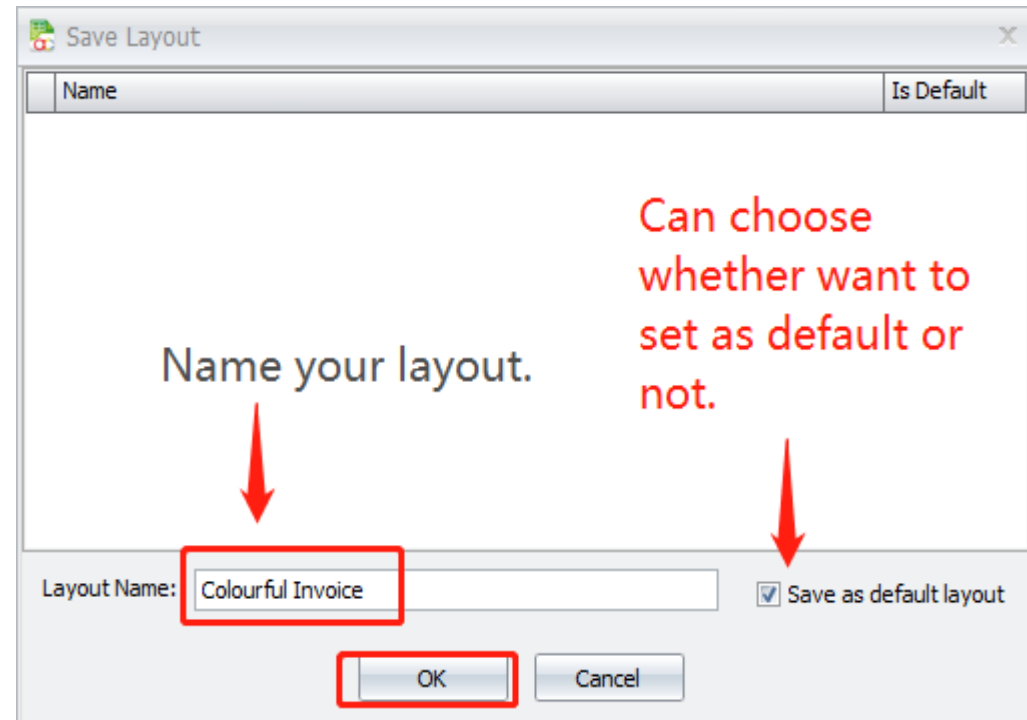 Save Layout
Name
Is Default
Can choose
whether want to
set as default or
not.
Name your layout.
Layout Name:
Colourful Invoice
Save as default layout
OK
Cancel